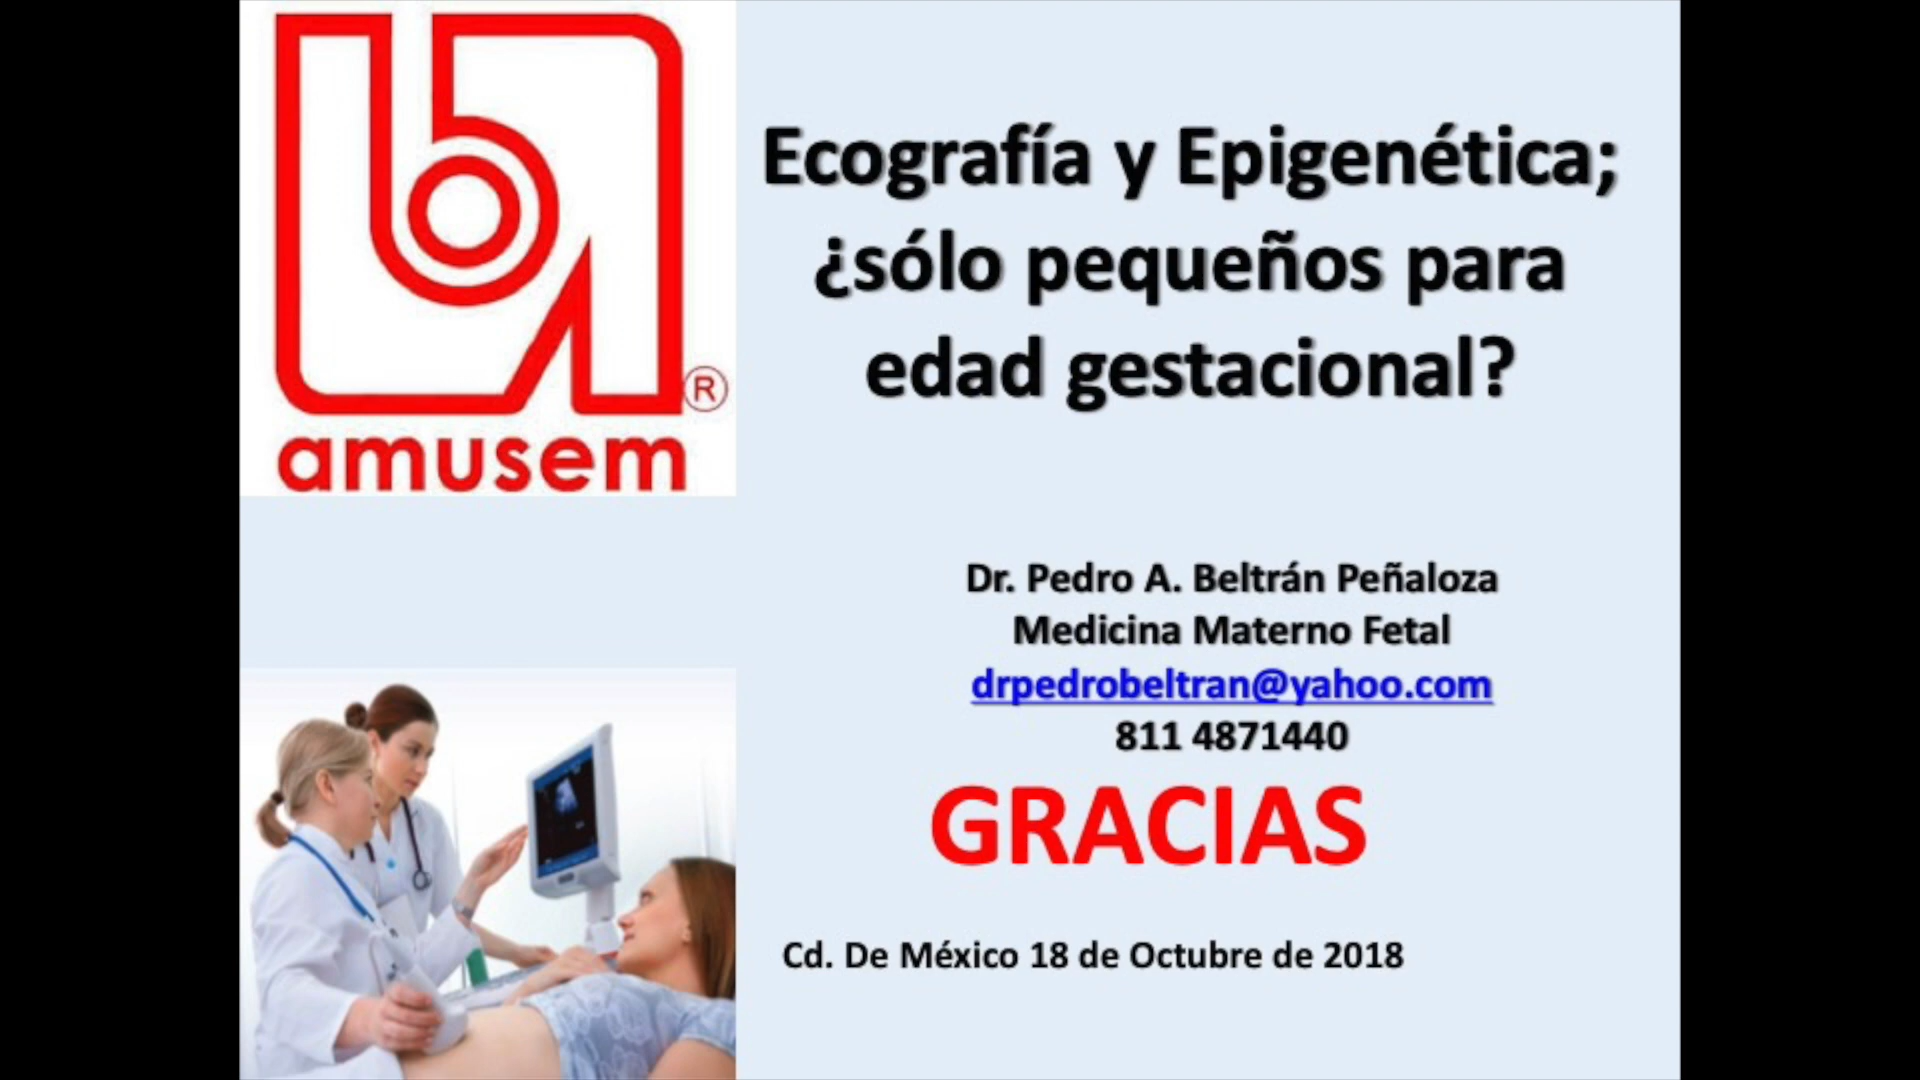 ®
amusem
Ecografía y Epigenética;
¿sólo pequeños para
edad gestacional?
Dr. Pedro A. Beltrán Peñaloza
Medicina Materno Fetal
drpedrobeltran@yahoo.com
811 4871440
GRACIAS
Cd. De México 18 de Octubre de 2018